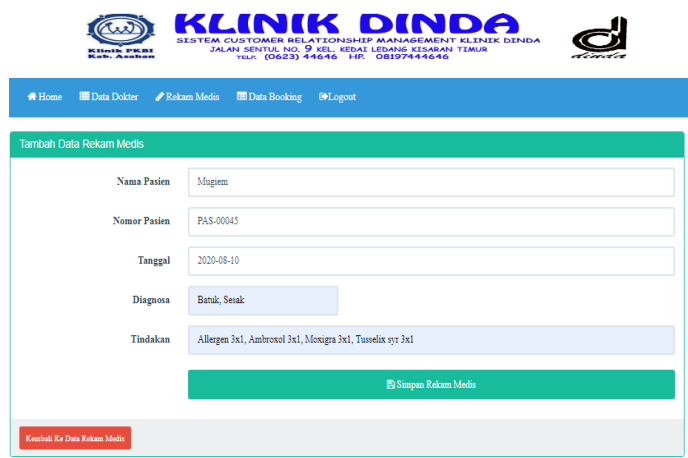 KLINIK DINDA
SISTEM CUSTOMER RELATIONSHIP MANAGEMENT KLINIK DINDA
JALAN SENTUL NO. 9 KEL. KEDAI LEDANG KISARAN TIMUR
TELP. (0623) 44646 HP. 08197444646
Klinik PKBI
Kab. Asahan
dinda
Home Data Dokter Rekam Medis Data Booking Logout
Tambah Data Rekam Medis
Nama Pasien Mugiem
Nomor Pasien PAS-00045
Tanggal 2020-08-10
Diagnosa Batuk, Sesak
Tindakan Allergen 3x1, Ambroxol 3x1, Moxigra 3x1, Tusselix syr 3x1
Simpan Rekam Medis
Kembali Ke Data Rekam Medis